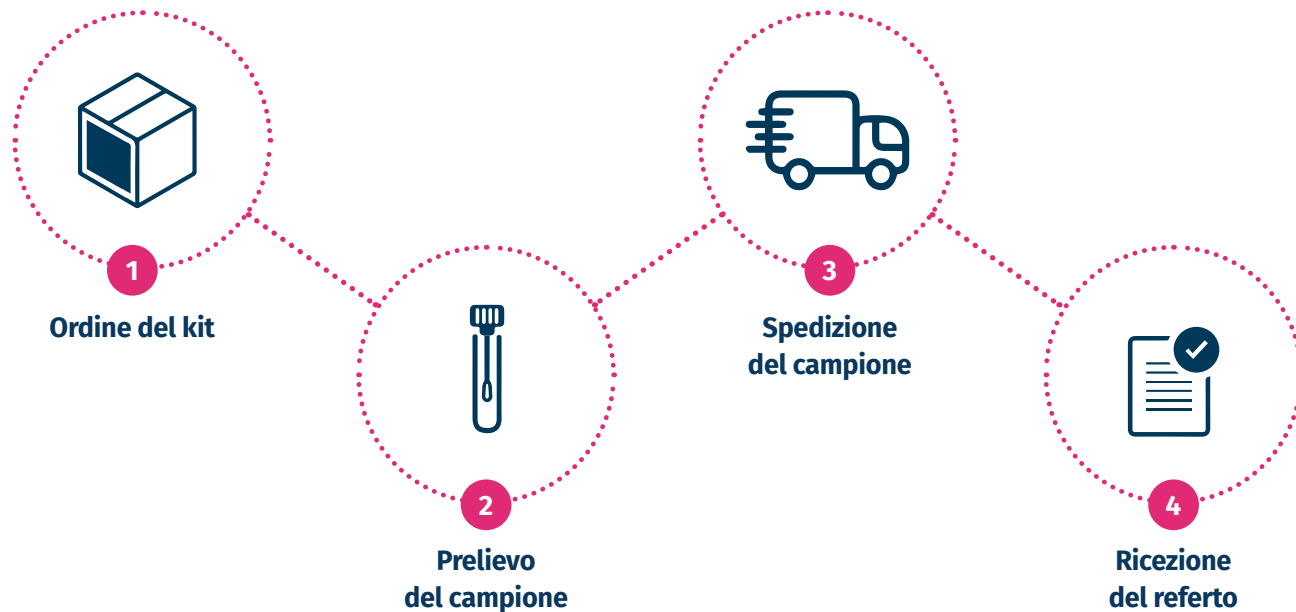 1
Ordine del kit
2
Prelievo
del campione
3
Spedizione
del campione
4
Ricezione
del referto